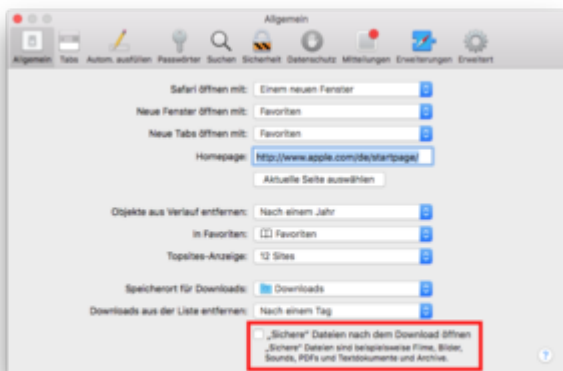 Allgemein
Allgemein Tabs Autom. ausfüllen Passwörter Suchen Sicherheit Datenschutz Mitteilungen Erweiterungen Erweitert
Safari öffnen mit: Einem neuen Fenster
Neue Fenster öffnen mit: Favoriten
Neue Tabs öffnen mit: Favoriten
Homepage: http://www.apple.com/de/startpage/
Aktuelle Seite auswählen
Objekte aus Verlauf entfernen: Nach einem Jahr
in Favoriten: Favoriten
Topsites-Anzeige: 12 Sites
Speicherort für Downloads: Downloads
Downloads aus der Liste entfernen: Nach einem Tag
„Sichere" Dateien nach dem Download öffnen
„Sichere" Dateien sind beispielsweise Filme, Bilder,
Sounds, PDFs und Textdokumente und Archive.
?